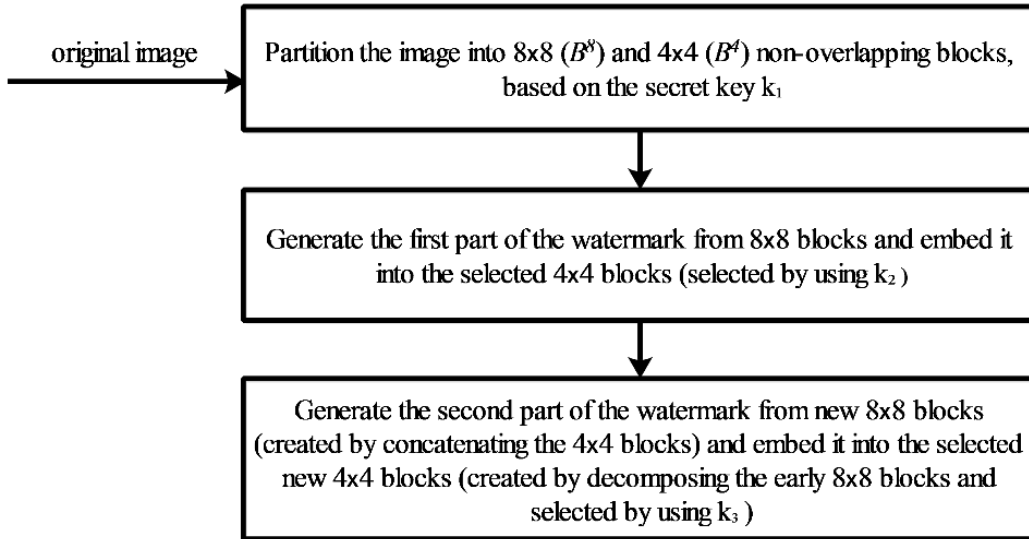 original image
Partition the image into 8x8 (B⁸) and 4x4 (B⁴) non-overlapping blocks,
based on the secret key k₁
Generate the first part of the watermark from 8x8 blocks and embed it
into the selected 4x4 blocks (selected by using k₂ )
Generate the second part of the watermark from new 8x8 blocks
(created by concatenating the 4x4 blocks) and embed it into the selected
new 4x4 blocks (created by decomposing the early 8x8 blocks and
selected by using k₃ )